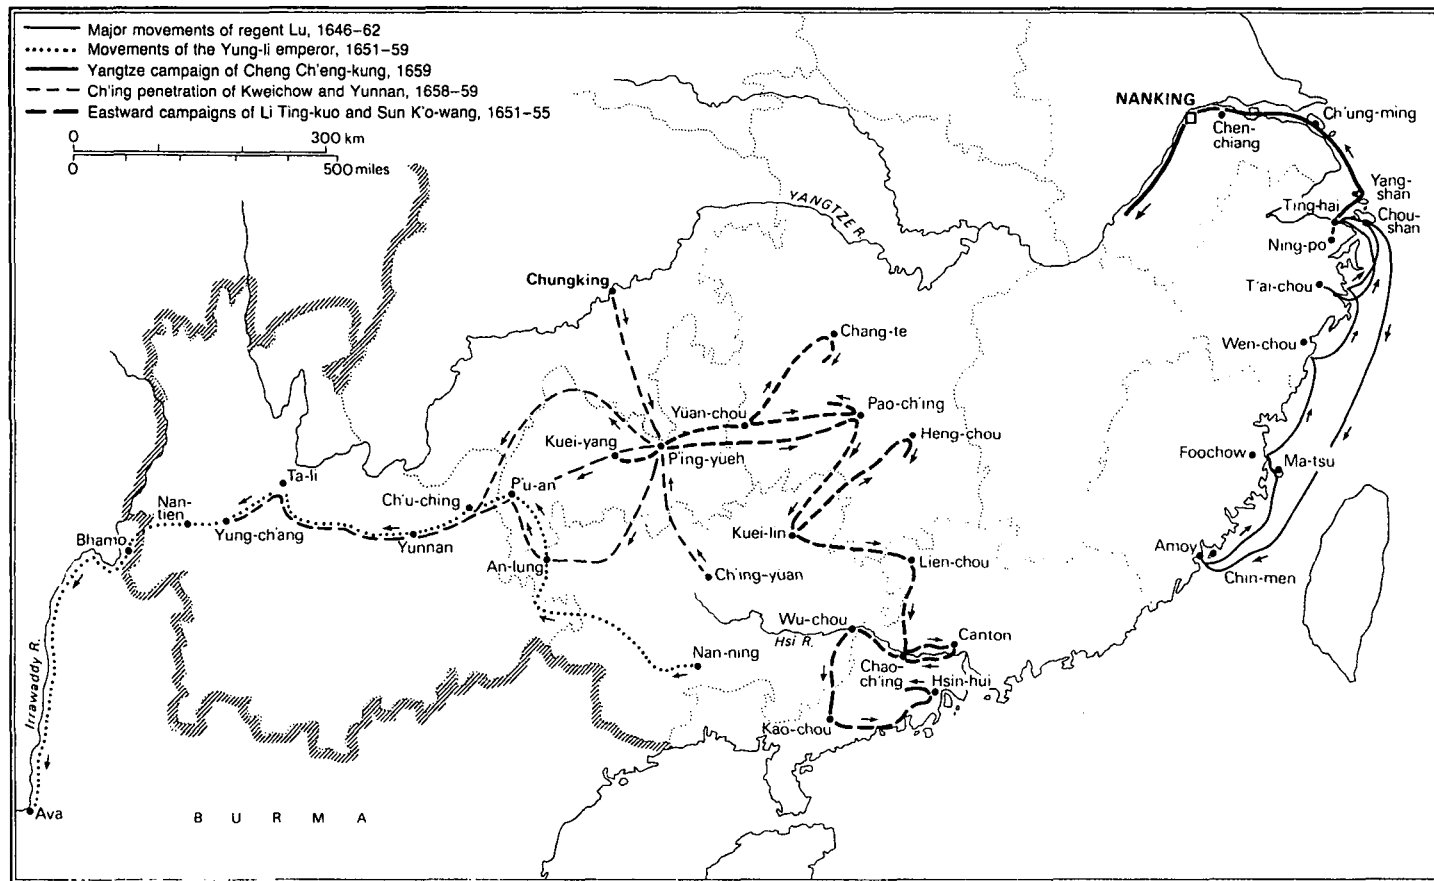 Major movements of regent Lu, 1646–62
Movements of the Yung-li emperor, 1651–59
Yangtze campaign of Cheng Ch'eng-kung, 1659
Ch'ing penetration of Kweichow and Yunnan, 1658–59
Eastward campaigns of Li Ting-kuo and Sun K'o-wang, 1651–55
0 300 km
0 500 miles
NANKING
Chen-
chiang
Ch'ung-ming
Yang-
shan
Ting-hai
Chou-
shan
Ning-po
YANGTZE R.
T'ai-chou
Chungking
Chang-te
Wen-chou
Yüan-chou
Pao-ch'ing
Heng-chou
Kuei-yang
P'ing-yueh
Foochow
Ma-tsu
Ta-li
P'u-an
Ch'u-ching
Nan-
tien
Yung-ch'ang
Yunnan
Kuei-lin
Bhamo
An-lung
Ch'ing-yuan
Lien-chou
Amoy
Chin-men
Wu-chou
Hsi R.
Canton
Nan-ning
Chao-
ch'ing
Hsin-hui
Irrawaddy R.
Kao-chou
Ava
BURMA